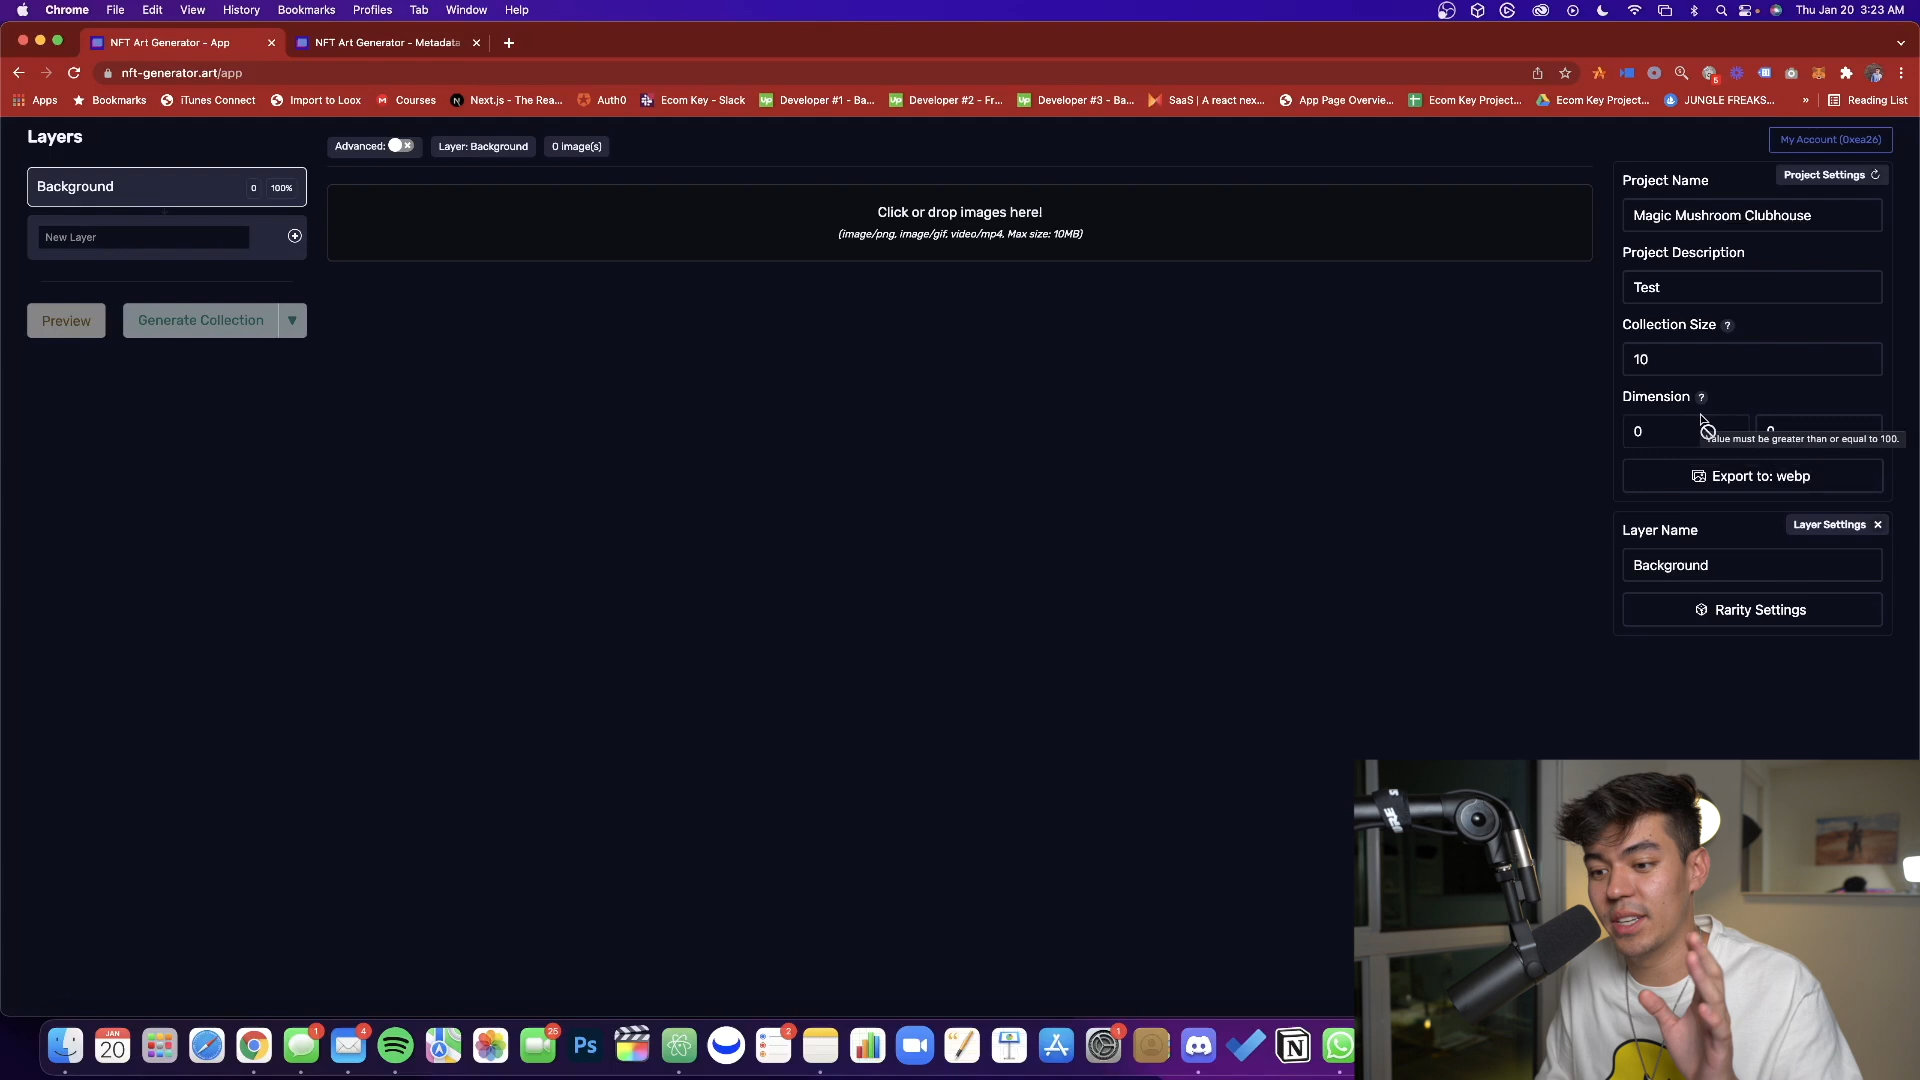 Chrome File Edit View History Bookmarks Profiles Tab Window Help
Thu Jan 20 3:23 AM
NFT Art Generator - App
NFT Art Generator - Metadata
nft-generator.art/app
5
Apps Bookmarks iTunes Connect Import to Loox Courses Next.js - The Rea... Auth0 Ecom Key - Slack Developer #1 - Ba... Developer #2 - Fr... Developer #3 - Ba... SaaS | A react nex... App Page Overvie... Ecom Key Project... Ecom Key Project... JUNGLE FREAKS... » Reading List
Layers
Background 0 100%
New Layer
Preview
Generate Collection
Advanced:
Layer: Background
0 image(s)
Click or drop images here!
(image/png, image/gif, video/mp4, Max size: 10MB)
My Account (0xea26)
Project Name
Project Settings
Magic Mushroom Clubhouse
Project Description
Test
Collection Size ?
10
Dimension ?
0
Value must be greater than or equal to 100.
Export to: webp
Layer Name
Layer Settings
Background
Rarity Settings
JAN
20
1
4
25
Ps
2
1